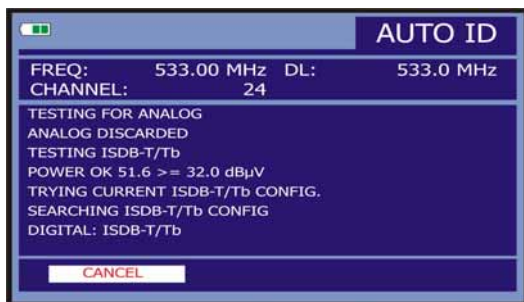 AUTO ID
FREQ: 533.00 MHz DL: 533.0 MHz
CHANNEL: 24
TESTING FOR ANALOG
ANALOG DISCARDED
TESTING ISDB-T/Tb
POWER OK 51.6 >= 32.0 dBµV
TRYING CURRENT ISDB-T/Tb CONFIG.
SEARCHING ISDB-T/Tb CONFIG
DIGITAL: ISDB-T/Tb
CANCEL